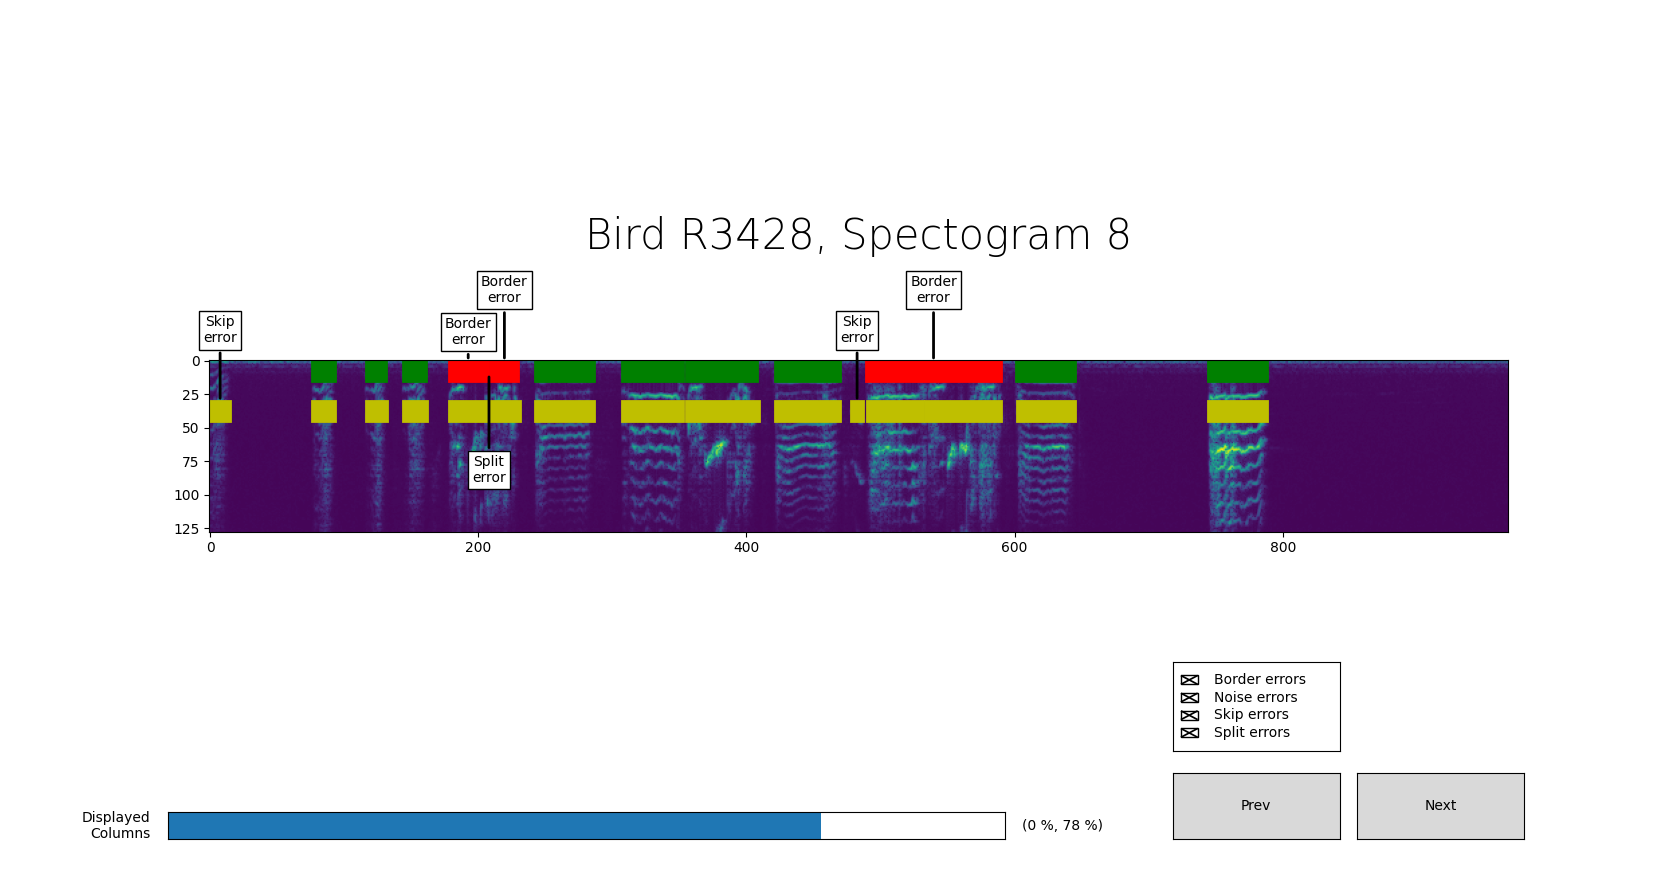 Bird R3428, Spectogram 8
Border
error
Border
error
Skip
error
Border
error
Skip
error
0
25
50
75
100
125
Split
error
0
200
400
600
800
Border errors
Noise errors
Skip errors
Split errors
Prev
Next
Displayed
Columns
(0 %, 78 %)